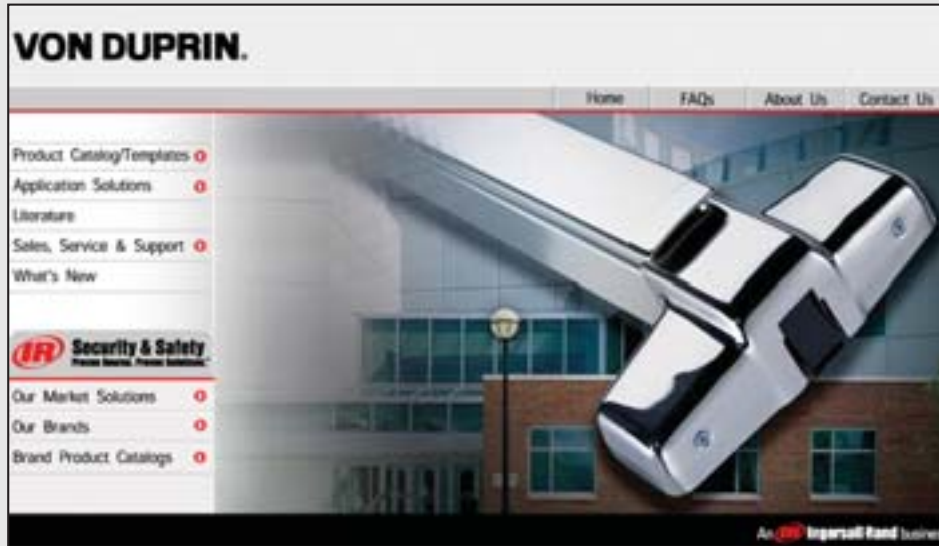 VON DUPRIN.
Home FAQs About Us Contact Us
Product Catalog/Templates
Application Solutions
Literature
Sales, Service & Support
What's New
IR Security & Safety
Our Market Solutions
Our Brands
Brand Product Catalogs
An IR Ingersoll-Rand business